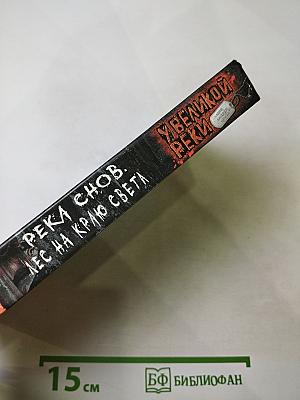 У ВЕЛИКОЙ
РЕКИ
РЕКА СНОВ.
ЛЕС НА КРАЮ СВЕТА
15 см
БФ БИБЛИОФАН